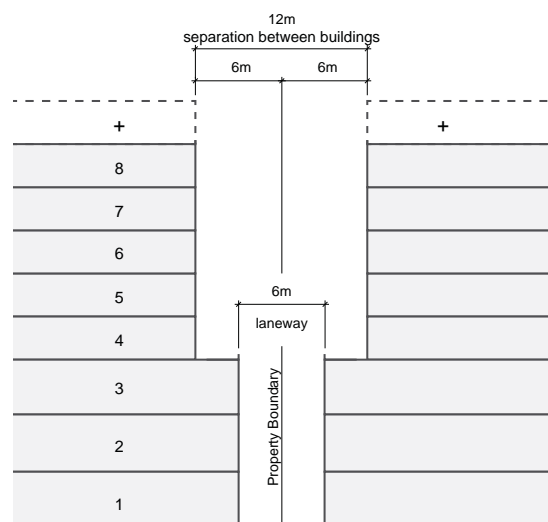 12m
separation between buildings
6m 6m
+ +
8
7
6
5
6m
laneway
4
3
Property Boundary
2
1